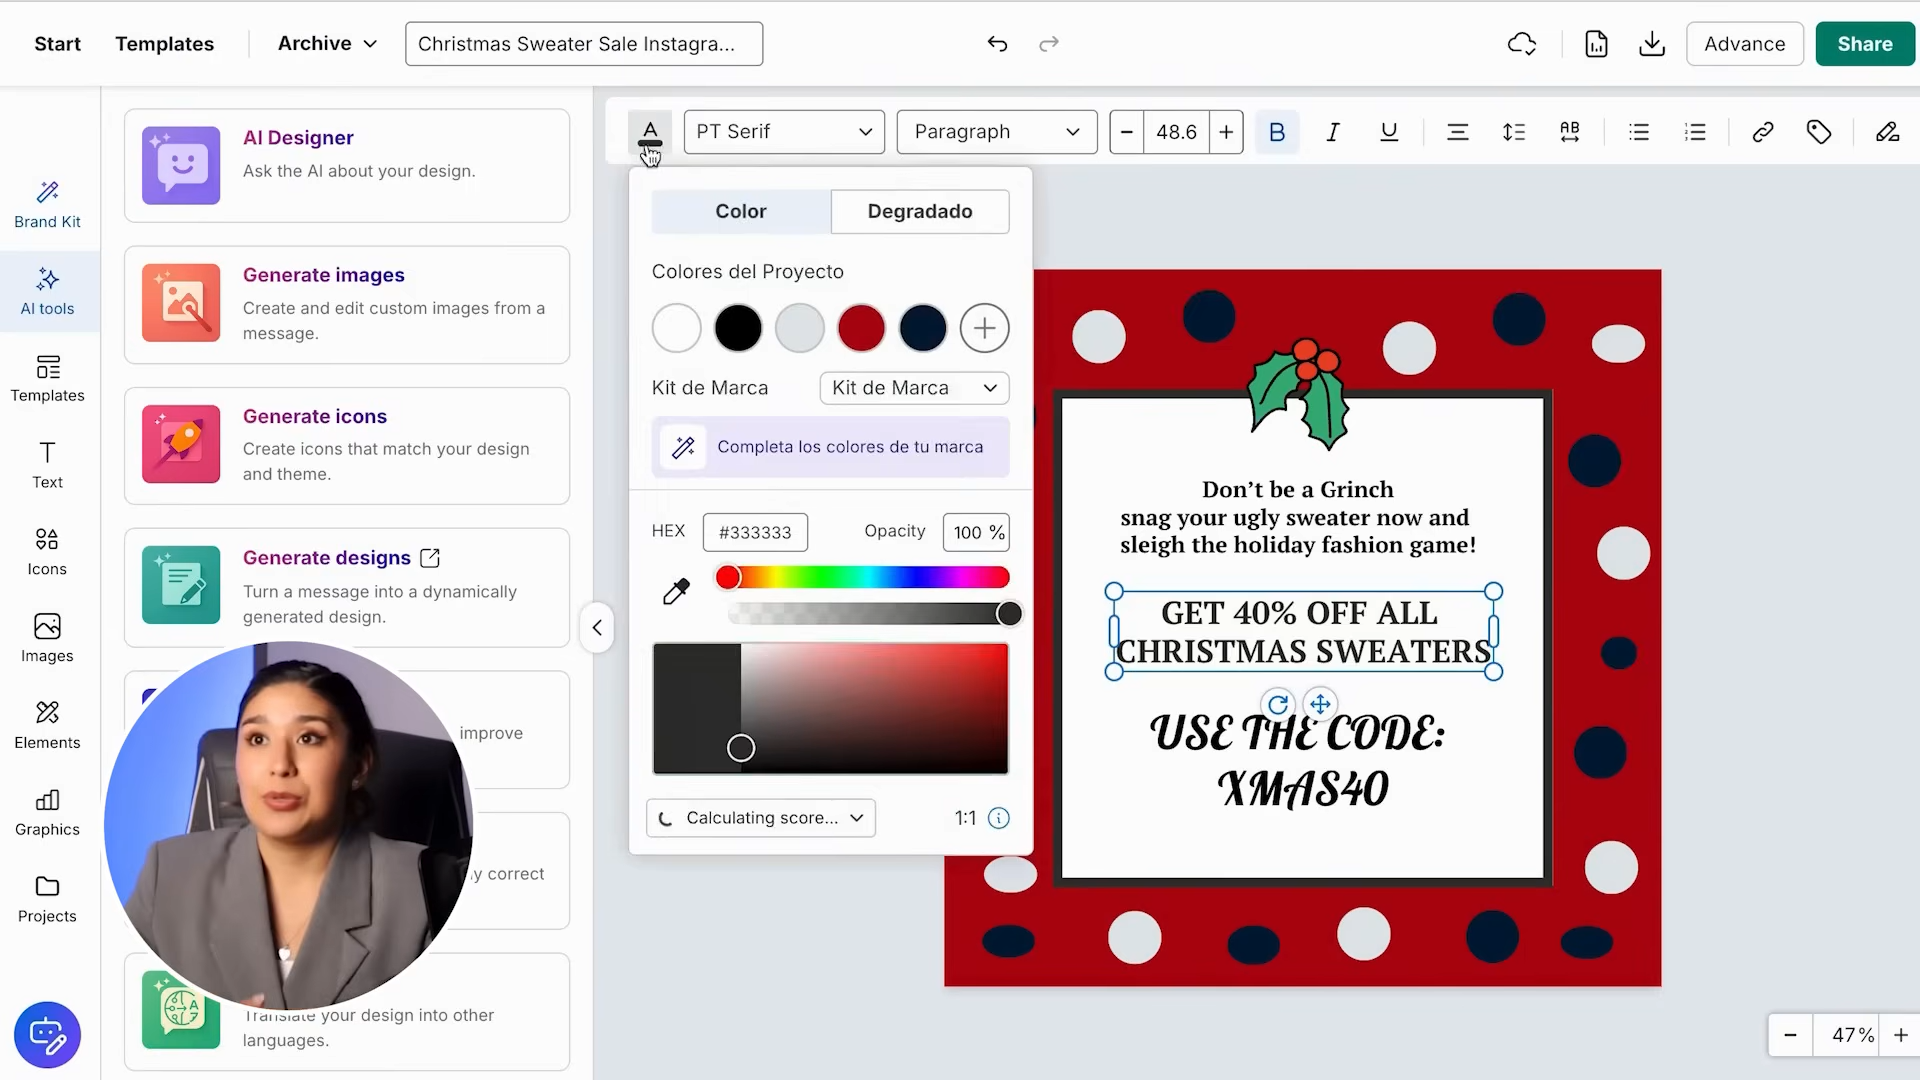 Start
Templates
Archive
Christmas Sweater Sale Instagra...
Advance
Share
Brand Kit
AI tools
Templates
Text
Icons
Images
Elements
Graphics
Projects
AI Designer
Ask the AI about your design.
Generate images
Create and edit custom images from a
message.
Generate icons
Create icons that match your design
and theme.
Generate designs
Turn a message into a dynamically
generated design.
improve
correct
Translate your design into other
languages.
A
PT Serif
Paragraph
− 48.6 +
B
I
U
AB
Color
Degradado
Colores del Proyecto
Kit de Marca
Kit de Marca
Completa los colores de tu marca
HEX
#333333
Opacity
100 %
Calculating score...
1:1
Don’t be a Grinch
snag your ugly sweater now and
sleigh the holiday fashion game!
GET 40% OFF ALL
CHRISTMAS SWEATERS
USE THE CODE:
XMAS40
− 47% +